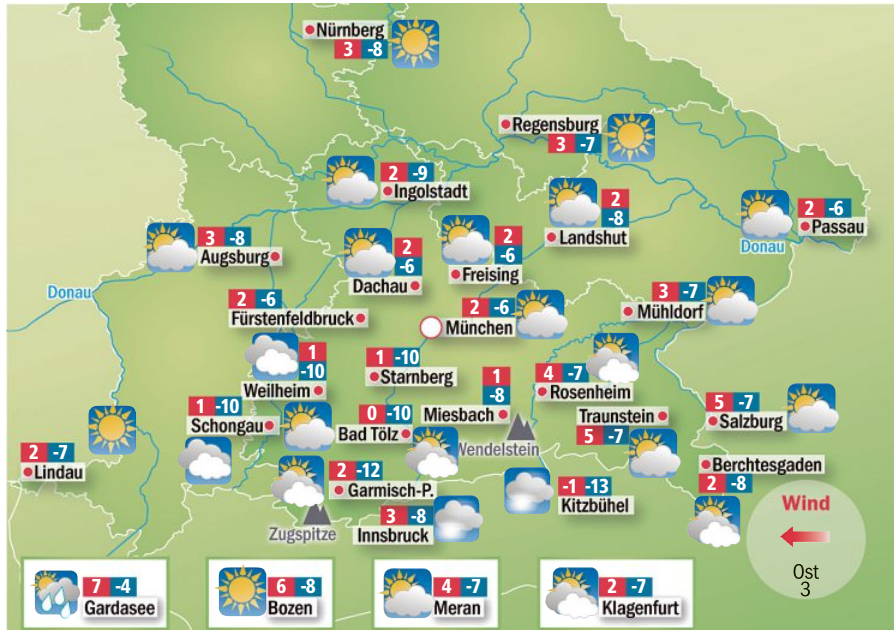 Nürnberg
3 -8
Regensburg
3 -7
2 -9
Ingolstadt
2
-8
Landshut
2 -6
Passau
Donau
3 -8
Augsburg
2
-6
Dachau
2
-6
Freising
Donau
2 -6
Fürstenfeldbruck
2 -6
München
3 -7
Mühldorf
1
-10
Weilheim
1 -10
Starnberg
1
-8
Miesbach
4 -7
Rosenheim
Traunstein
5 -7
5 -7
Salzburg
1 -10
Schongau
0 -10
Bad Tölz
Wendelstein
2 -7
Lindau
2 -12
Garmisch-P.
Zugspitze
3 -8
Innsbruck
-1 -13
Kitzbühel
Berchtesgaden
2 -8
Wind
Ost
3
7 -4
Gardasee
6 -8
Bozen
4 -7
Meran
2 -7
Klagenfurt